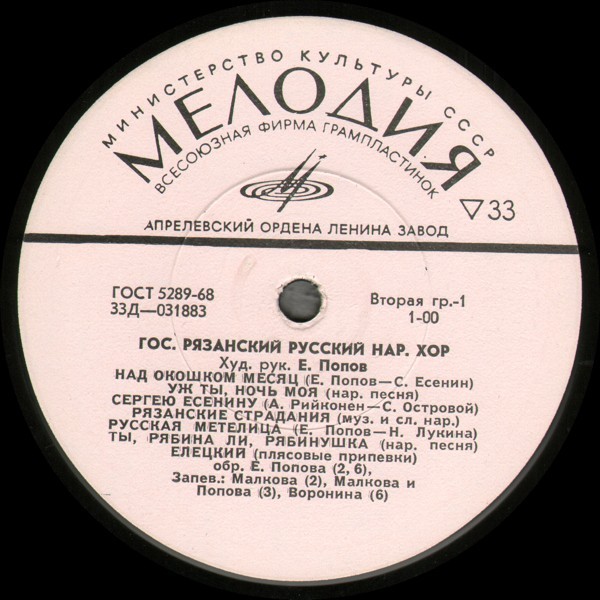 МИНИСТЕРСТВО КУЛЬТУРЫ СССР
МЕЛОДИЯ
ВСЕСОЮЗНАЯ ФИРМА ГРАМПЛАСТИНОК
▽33
АПРЕЛЕВСКИЙ ОРДЕНА ЛЕНИНА ЗАВОД
ГОСТ 5289-68
33Д—031883
Вторая гр.-1
1-00
ГОС. РЯЗАНСКИЙ РУССКИЙ НАР. ХОР
Худ. рук. Е. Попов
НАД ОКОШКОМ МЕСЯЦ (Е. Попов—С. Есенин)
УЖ ТЫ, НОЧЬ МОЯ (нар. песня)
СЕРГЕЮ ЕСЕНИНУ (А. Рийконен—С. Островой)
РЯЗАНСКИЕ СТРАДАНИЯ (муз. и сл. нар.)
РУССКАЯ МЕТЕЛИЦА (Е. Попов—Н. Лукина)
ТЫ, РЯБИНА ЛИ, РЯБИНУШКА (нар. песня)
ЕЛЕЦКИЙ (плясовые припевки)
обр. Е. Попова (2, 6),
Запев.: Малкова (2), Малкова и
Попова (3), Воронина (6)